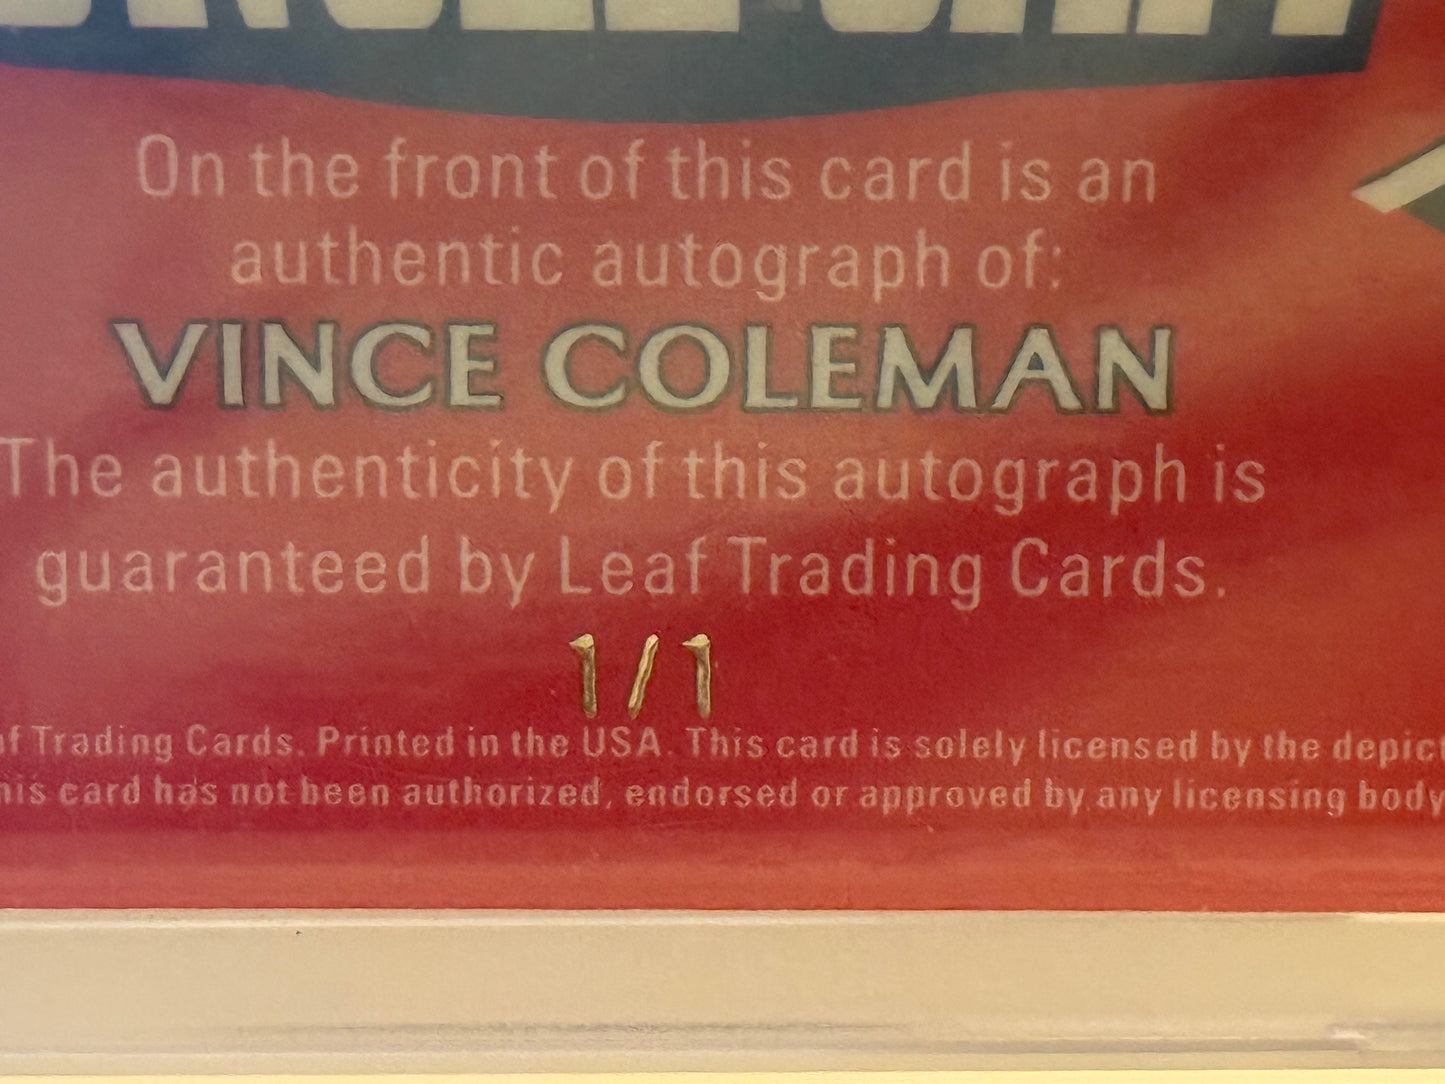 On the front of this card is an
authentic autograph of:
VINCE COLEMAN
The authenticity of this autograph is
guaranteed by Leaf Trading Cards.
1/1
Trading Cards. Printed in the USA. This card is solely licensed by the
card has not been authorized, endorsed or approved by any licensing body